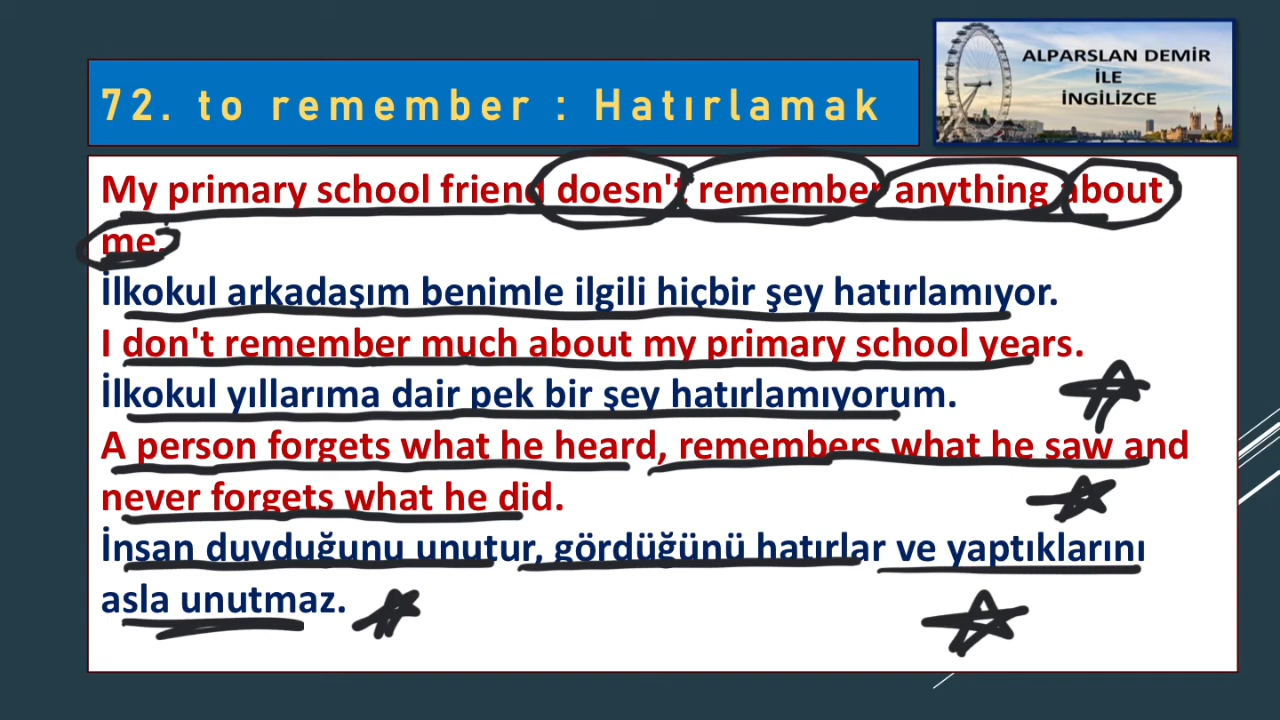 72. to remember : Hatırlamak
ALPARSLAN DEMİR
İLE
İNGİLİZCE
My primary school friend doesn't remember anything about
me.
İlkokul arkadaşım benimle ilgili hiçbir şey hatırlamıyor.
I don't remember much about my primary school years.
İlkokul yıllarıma dair pek bir şey hatırlamıyorum.
A person forgets what he heard, remembers what he saw and
never forgets what he did.
İnsan duyduğunu unutur, gördüğünü hatırlar ve yaptıklarını
asla unutmaz.